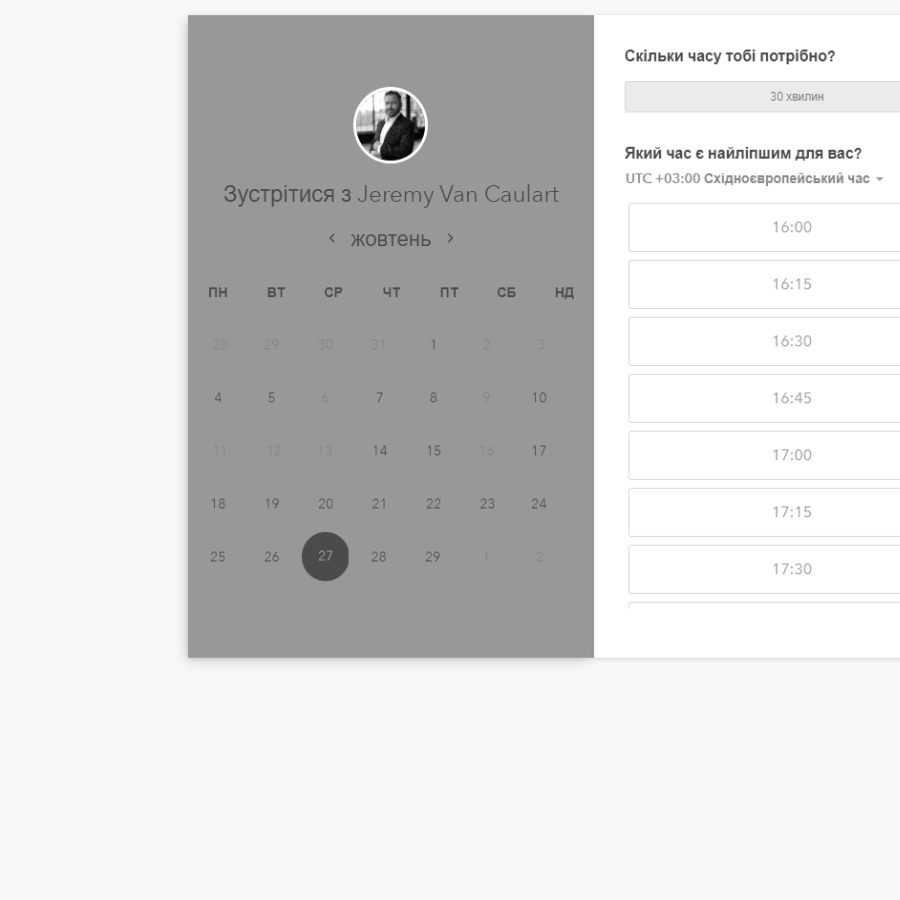 Зустрітися з Jeremy Van Caulart
жовтень
ПН ВТ СР ЧТ ПТ СБ НД
28 29 30 31 1 2 3
4 5 6 7 8 9 10
11 12 13 14 15 16 17
18 19 20 21 22 23 24
25 26 27 28 29 1 2
Скільки часу тобі потрібно?
30 хвилин
Який час є найліпшим для вас?
UTC +03:00 Східноєвропейський час
16:00
16:15
16:30
16:45
17:00
17:15
17:30